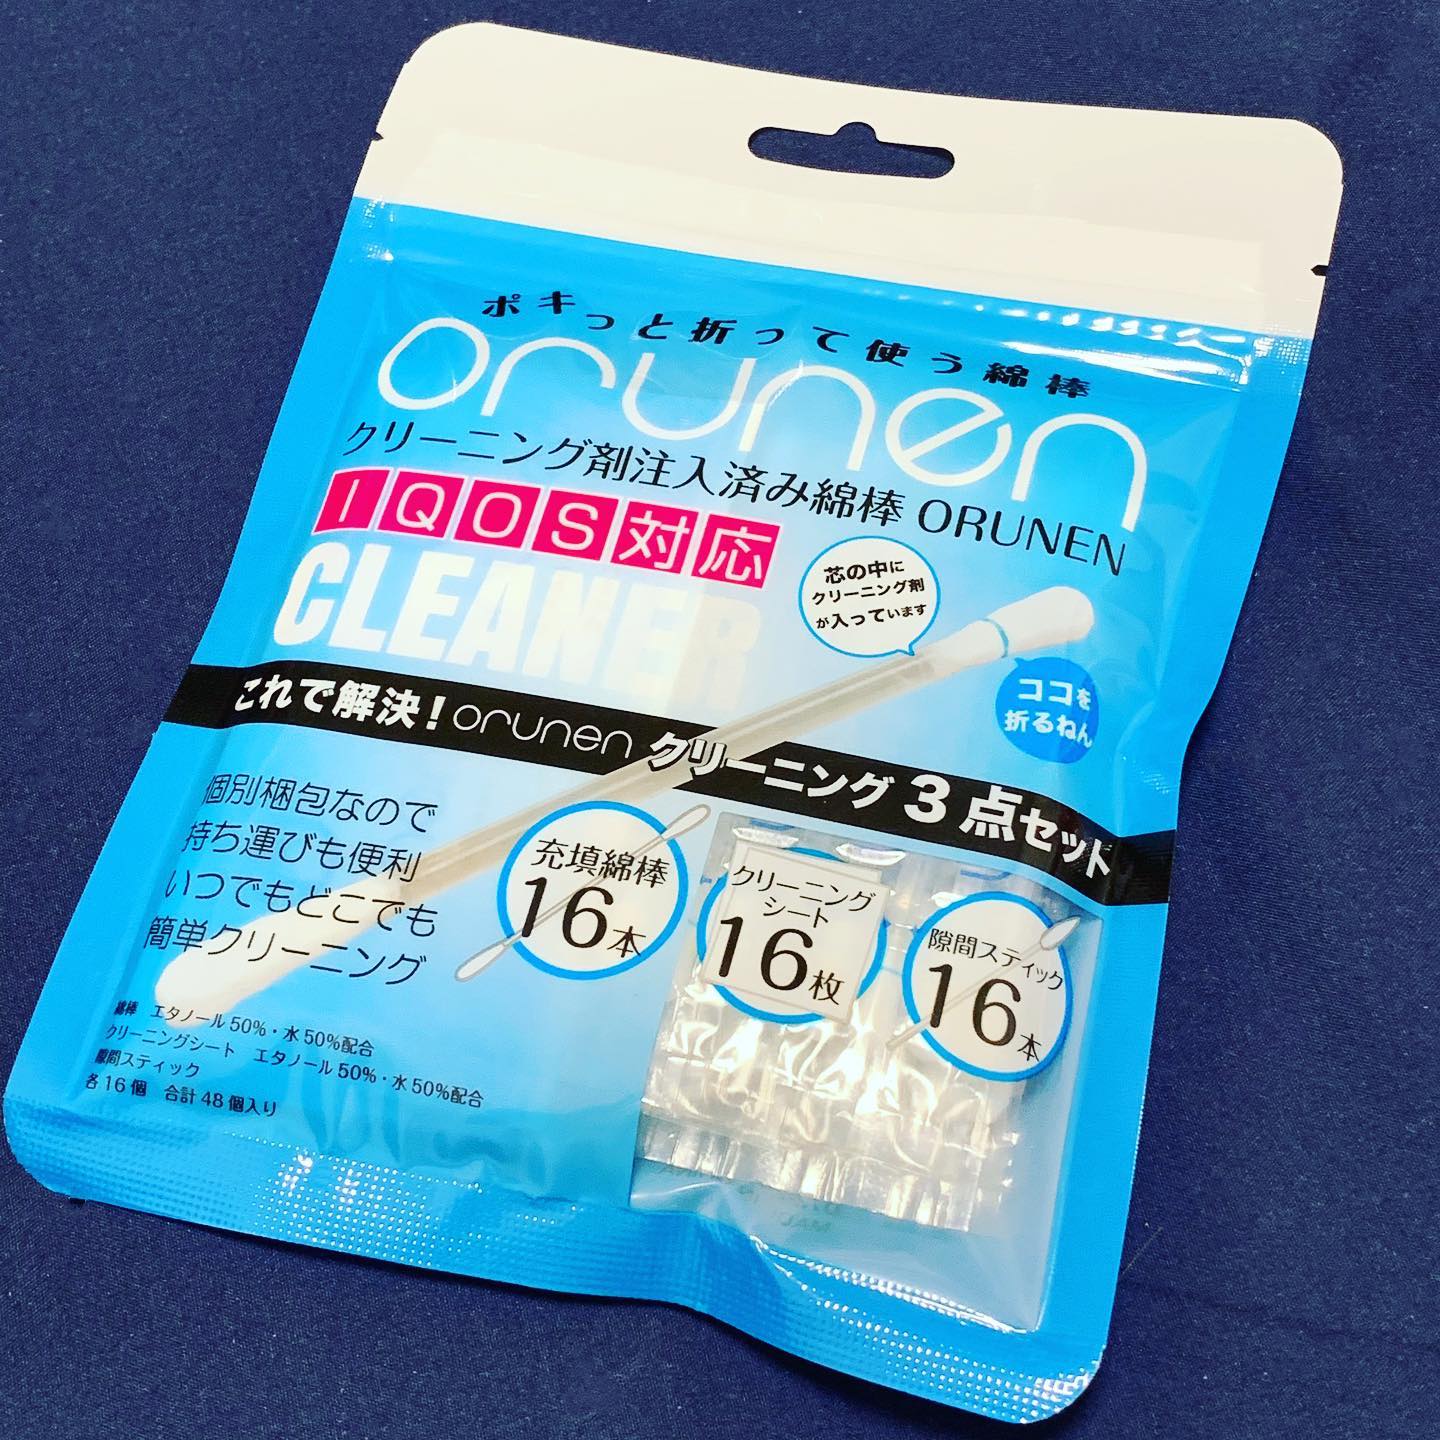 ポキっと折って使う綿棒
orunen
クリーニング剤注入済み綿棒 ORUNEN
IQOS対応
CLEANER
芯の中に
クリーニング剤
が入っています
ココを
折るねん
これで解決！orunen クリーニング3点セット
個別梱包なので
持ち運びも便利
いつでもどこでも
簡単クリーニング
充填綿棒
16本
クリーニング
シート
16枚
隙間スティック
16本
綿棒 エタノール50%・水50%配合
クリーニングシート エタノール50%・水50%配合
隙間スティック
各16個 合計48個入り